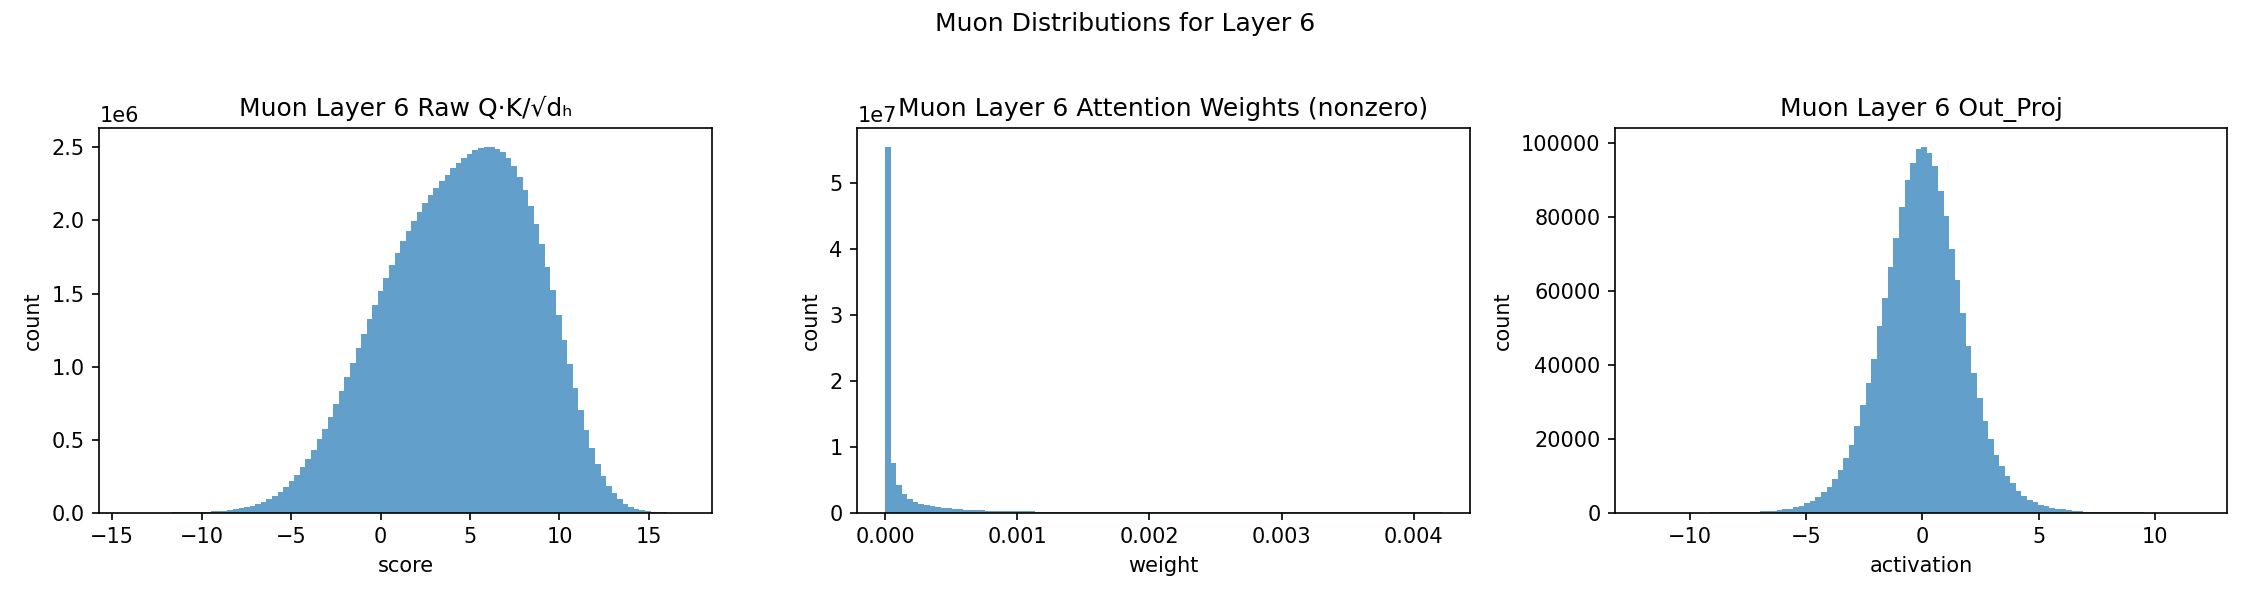 Muon Distributions for Layer 6
Muon Layer 6 Raw Q·K/√dₕ
1e6
2.5
2.0
1.5
1.0
0.5
0.0
count
−15 −10 −5 0 5 10 15
score
Muon Layer 6 Attention Weights (nonzero)
1e7
5
4
3
2
1
0
count
0.000 0.001 0.002 0.003 0.004
weight
Muon Layer 6 Out_Proj
100000
80000
60000
40000
20000
0
count
−10 −5 0 5 10
activation